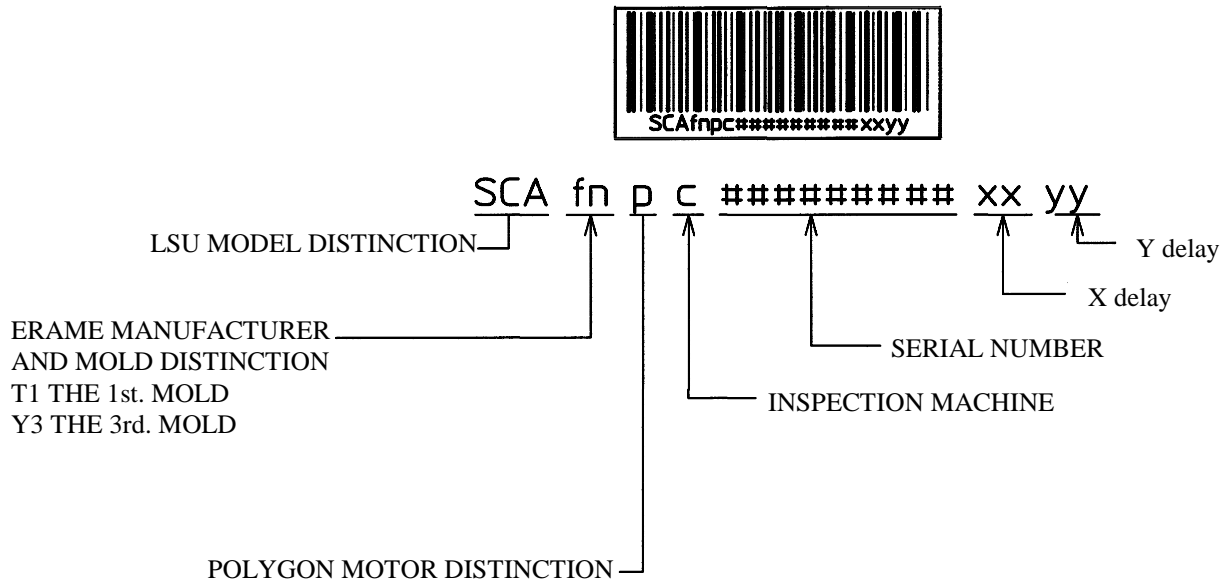 SCAfnpc#########xxyy
SCA fn p c ######### xx yy
LSU MODEL DISTINCTION
Y delay
X delay
ERAME MANUFACTURER
AND MOLD DISTINCTION
T1 THE 1st. MOLD
Y3 THE 3rd. MOLD
SERIAL NUMBER
INSPECTION MACHINE
POLYGON MOTOR DISTINCTION